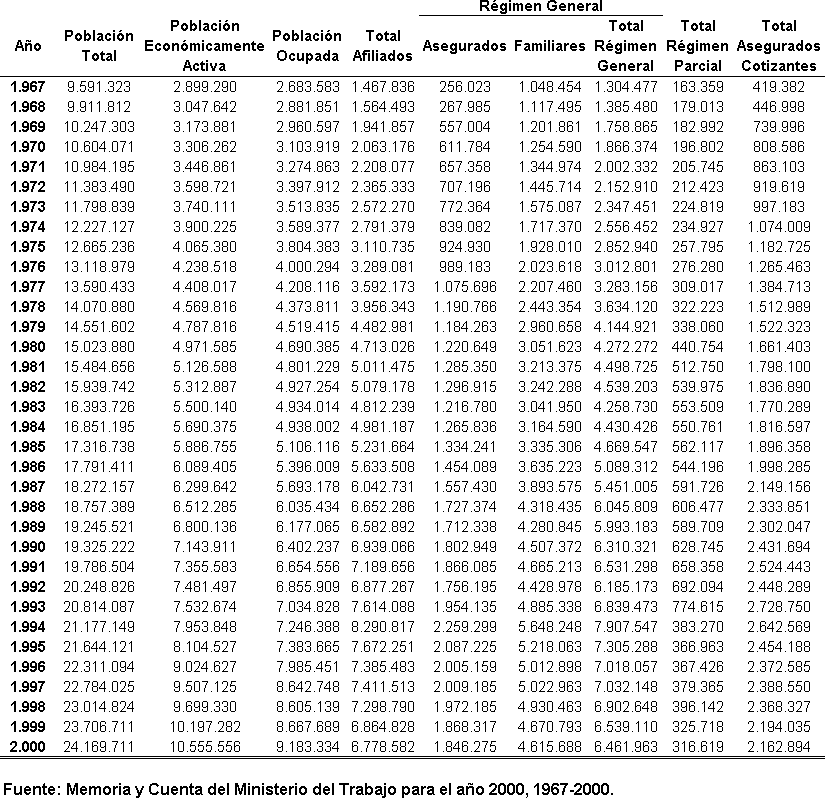 Régimen General
Año Población Total Población Económicamente Activa Población Ocupada Total Afiliados Asegurados Familiares Total Régimen General Total Régimen Parcial Total Asegurados Cotizantes
1.967 9.591.323 2.899.290 2.683.583 1.467.836 256.023 1.048.454 1.304.477 163.359 419.382
1.968 9.911.812 3.047.642 2.881.851 1.564.493 267.985 1.117.495 1.385.480 179.013 446.998
1.969 10.247.303 3.173.881 2.960.597 1.941.857 557.004 1.201.861 1.758.865 182.992 739.996
1.970 10.604.071 3.306.262 3.103.919 2.063.176 611.784 1.254.590 1.866.374 196.802 808.586
1.971 10.984.195 3.446.861 3.274.863 2.208.077 657.358 1.344.974 2.002.332 205.745 863.103
1.972 11.383.490 3.598.721 3.397.912 2.365.333 707.196 1.445.714 2.152.910 212.423 919.619
1.973 11.798.839 3.740.111 3.513.835 2.572.270 772.364 1.575.087 2.347.451 224.819 997.183
1.974 12.227.127 3.900.225 3.589.377 2.791.379 839.082 1.717.370 2.556.452 234.927 1.074.009
1.975 12.665.236 4.065.380 3.804.383 3.110.735 924.930 1.928.010 2.852.940 257.795 1.182.725
1.976 13.118.979 4.238.518 4.000.294 3.289.081 989.183 2.023.618 3.012.801 276.280 1.265.463
1.977 13.590.433 4.408.017 4.208.116 3.592.173 1.075.696 2.207.460 3.283.156 309.017 1.384.713
1.978 14.070.880 4.569.816 4.373.811 3.956.343 1.190.766 2.443.354 3.634.120 322.223 1.512.989
1.979 14.551.602 4.787.816 4.519.415 4.482.981 1.184.263 2.960.658 4.144.921 338.060 1.522.323
1.980 15.023.880 4.971.585 4.690.385 4.713.026 1.220.649 3.051.623 4.272.272 440.754 1.661.403
1.981 15.484.656 5.126.588 4.801.229 5.011.475 1.285.350 3.213.375 4.498.725 512.750 1.798.100
1.982 15.939.742 5.312.887 4.927.254 5.079.178 1.296.915 3.242.288 4.539.203 539.975 1.836.890
1.983 16.393.726 5.500.140 4.934.014 4.812.239 1.216.780 3.041.950 4.258.730 553.509 1.770.289
1.984 16.851.195 5.690.375 4.938.002 4.981.187 1.265.836 3.164.590 4.430.426 550.761 1.816.597
1.985 17.316.738 5.886.755 5.106.116 5.231.664 1.334.241 3.335.306 4.669.547 562.117 1.896.358
1.986 17.791.411 6.089.405 5.396.009 5.633.508 1.454.089 3.635.223 5.089.312 544.196 1.998.285
1.987 18.272.157 6.299.642 5.693.178 6.042.731 1.557.430 3.893.575 5.451.005 591.726 2.149.156
1.988 18.757.389 6.512.285 6.035.434 6.652.286 1.727.374 4.318.435 6.045.809 606.477 2.333.851
1.989 19.245.521 6.800.136 6.177.065 6.582.892 1.712.338 4.280.845 5.993.183 589.709 2.302.047
1.990 19.325.222 7.143.911 6.402.237 6.939.066 1.802.949 4.507.372 6.310.321 628.745 2.431.694
1.991 19.786.504 7.355.583 6.654.556 7.189.656 1.866.085 4.665.213 6.531.298 658.358 2.524.443
1.992 20.248.826 7.481.497 6.855.909 6.877.267 1.756.195 4.428.978 6.185.173 692.094 2.448.289
1.993 20.814.087 7.532.674 7.034.828 7.614.088 1.954.135 4.885.338 6.839.473 774.615 2.728.750
1.994 21.177.149 7.953.848 7.246.388 8.290.817 2.259.299 5.648.248 7.907.547 383.270 2.642.569
1.995 21.644.121 8.104.527 7.383.665 7.672.251 2.087.225 5.218.063 7.305.288 366.963 2.454.188
1.996 22.311.094 9.024.627 7.985.451 7.385.483 2.005.159 5.012.898 7.018.057 367.426 2.372.585
1.997 22.784.025 9.507.125 8.642.748 7.411.513 2.009.185 5.022.963 7.032.148 379.365 2.388.550
1.998 23.014.824 9.699.330 8.605.139 7.298.790 1.972.185 4.930.463 6.902.648 396.142 2.368.327
1.999 23.706.711 10.197.282 8.667.689 6.864.828 1.868.317 4.670.793 6.539.110 325.718 2.194.035
2.000 24.169.711 10.555.556 9.183.334 6.778.582 1.846.275 4.615.688 6.461.963 316.619 2.162.894
Fuente: Memoria y Cuenta del Ministerio del Trabajo para el año 2000, 1967-2000.